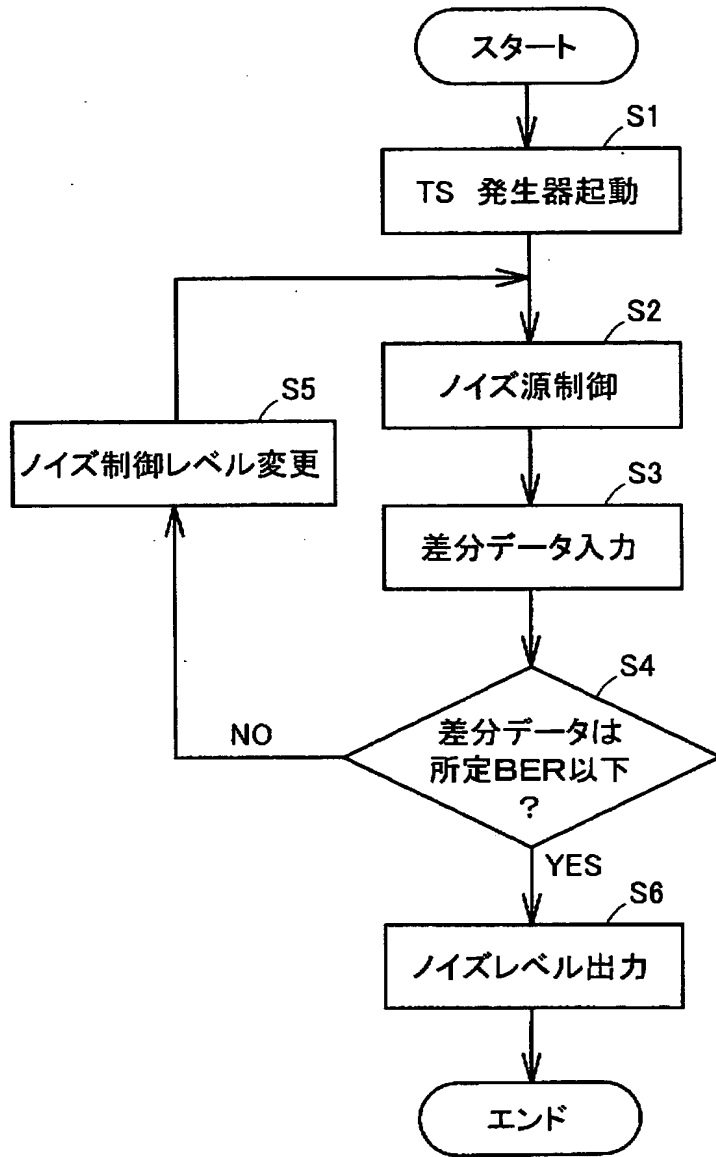 スタート
S1
TS 発生器起動
S2
ノイズ源制御
S5
ノイズ制御レベル変更
S3
差分データ入力
S4
差分データは
所定BER以下
?
NO
YES
S6
ノイズレベル出力
エンド